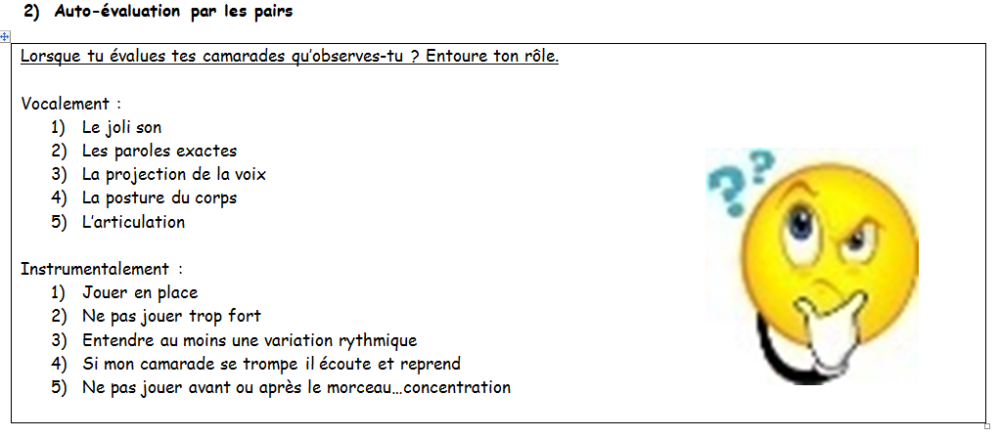 2) Auto-évaluation par les pairs
Lorsque tu évalues tes camarades qu'observes-tu ? Entoure ton rôle.
Vocalement :
1) Le joli son
2) Les paroles exactes
3) La projection de la voix
4) La posture du corps
5) L'articulation
Instrumentalement :
1) Jouer en place
2) Ne pas jouer trop fort
3) Entendre au moins une variation rythmique
4) Si mon camarade se trompe il écoute et reprend
5) Ne pas jouer avant ou après le morceau…concentration
? ?